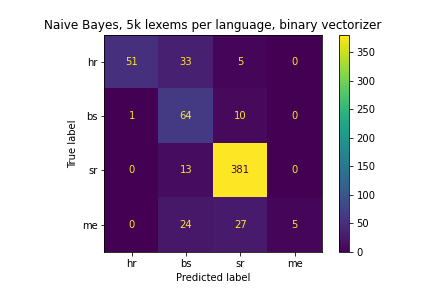 Naive Bayes, 5k lexems per language, binary vectorizer
hr 51 33 5 0
bs 1 64 10 0
sr 0 13 381 0
me 0 24 27 5
hr bs sr me
Predicted label
True label
350
300
250
200
150
100
50
0